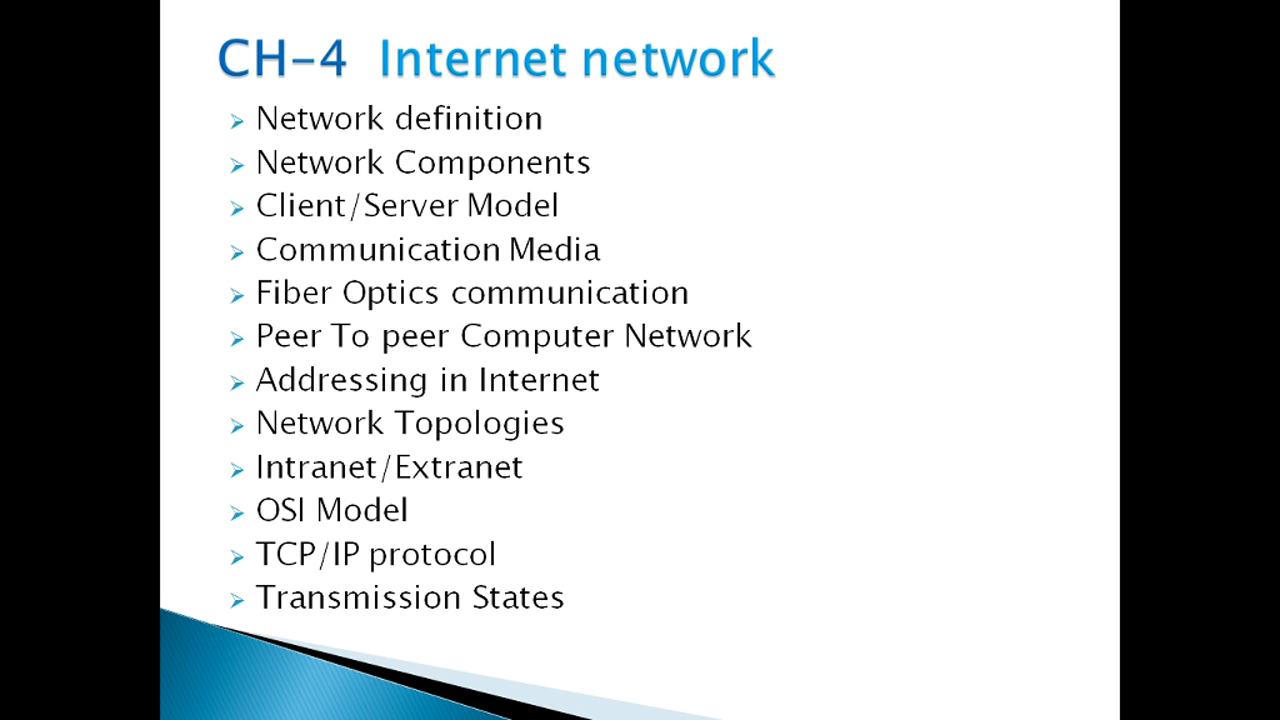 CH-4 Internet network
Network definition
Network Components
Client/Server Model
Communication Media
Fiber Optics communication
Peer To peer Computer Network
Addressing in Internet
Network Topologies
Intranet/Extranet
OSI Model
TCP/IP protocol
Transmission States